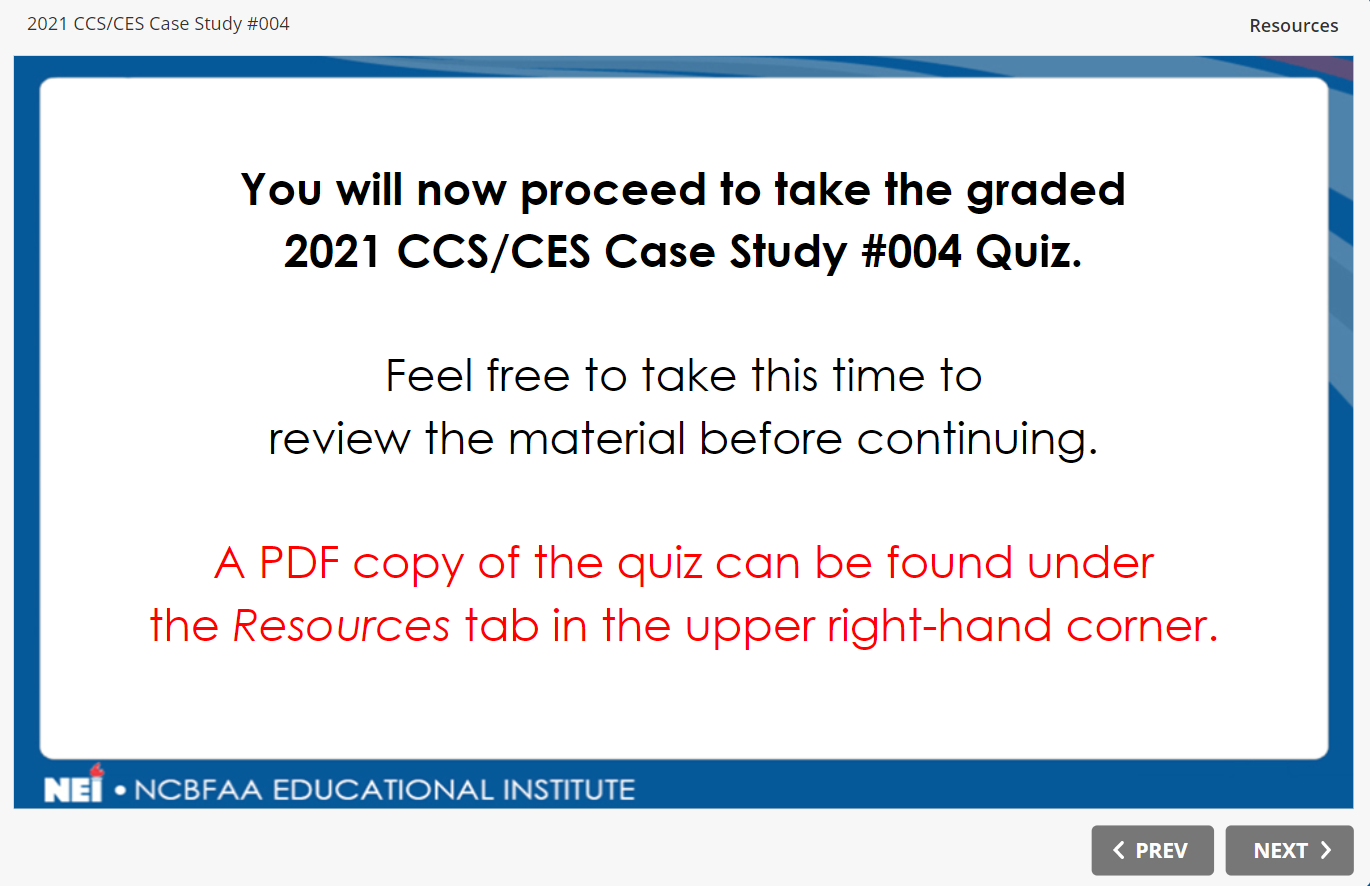 2021 CCS/CES Case Study #004
Resources
You will now proceed to take the graded
2021 CCS/CES Case Study #004 Quiz.
Feel free to take this time to
review the material before continuing.
A PDF copy of the quiz can be found under
the Resources tab in the upper right-hand corner.
NEI • NCBFAA EDUCATIONAL INSTITUTE
PREV
NEXT